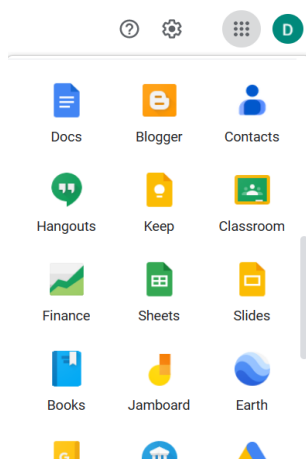 D
Docs Blogger Contacts
Hangouts Keep Classroom
Finance Sheets Slides
Books Jamboard Earth
G